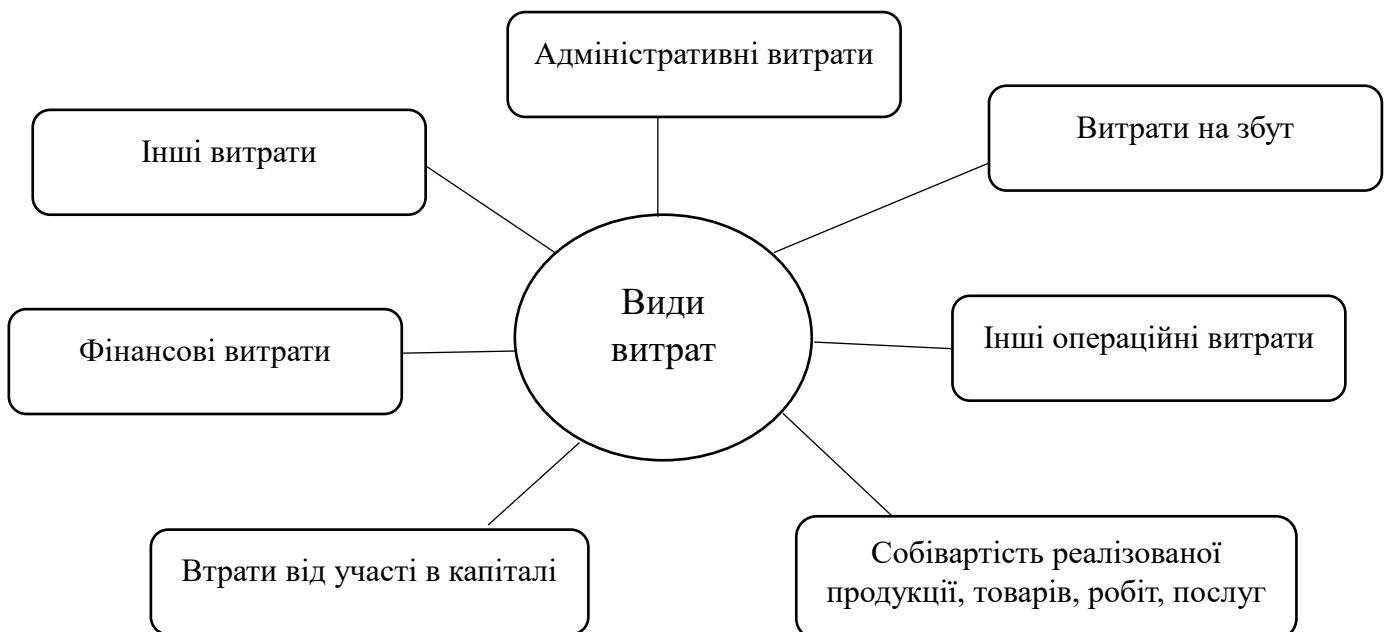 Адміністративні витрати
Витрати на збут
Інші витрати
Види
витрат
Інші операційні витрати
Фінансові витрати
Собівартість реалізованої
продукції, товарів, робіт, послуг
Втрати від участі в капіталі